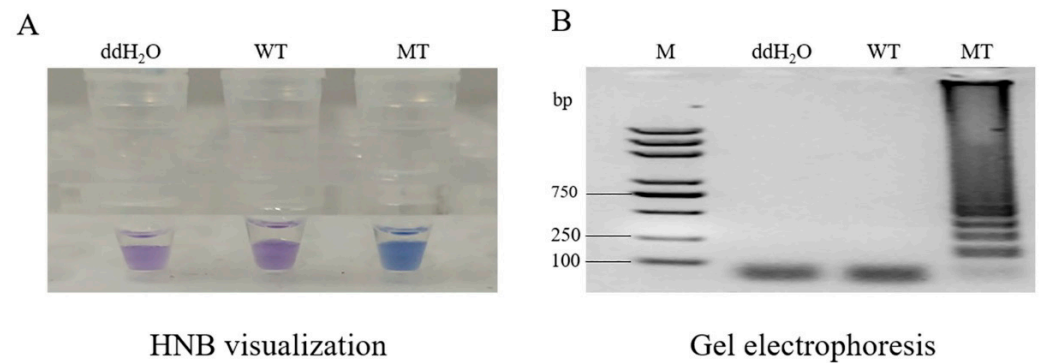 A
ddH₂O WT MT
HNB visualization
B
M ddH₂O WT MT
bp
750
250
100
Gel electrophoresis